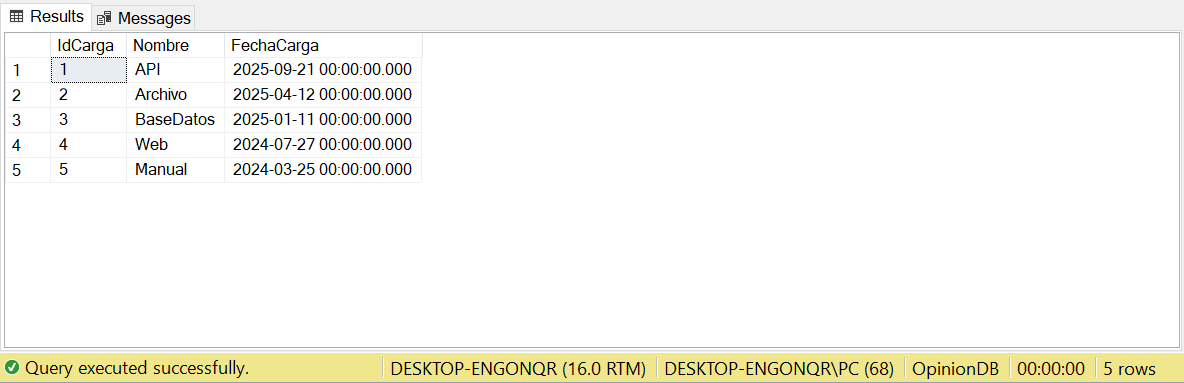 Results Messages
IdCarga Nombre FechaCarga
1 1 API 2025-09-21 00:00:00.000
2 2 Archivo 2025-04-12 00:00:00.000
3 3 BaseDatos 2025-01-11 00:00:00.000
4 4 Web 2024-07-27 00:00:00.000
5 5 Manual 2024-03-25 00:00:00.000
Query executed successfully. DESKTOP-ENGONQR (16.0 RTM) DESKTOP-ENGONQR\PC (68) OpinionDB 00:00:00 5 rows